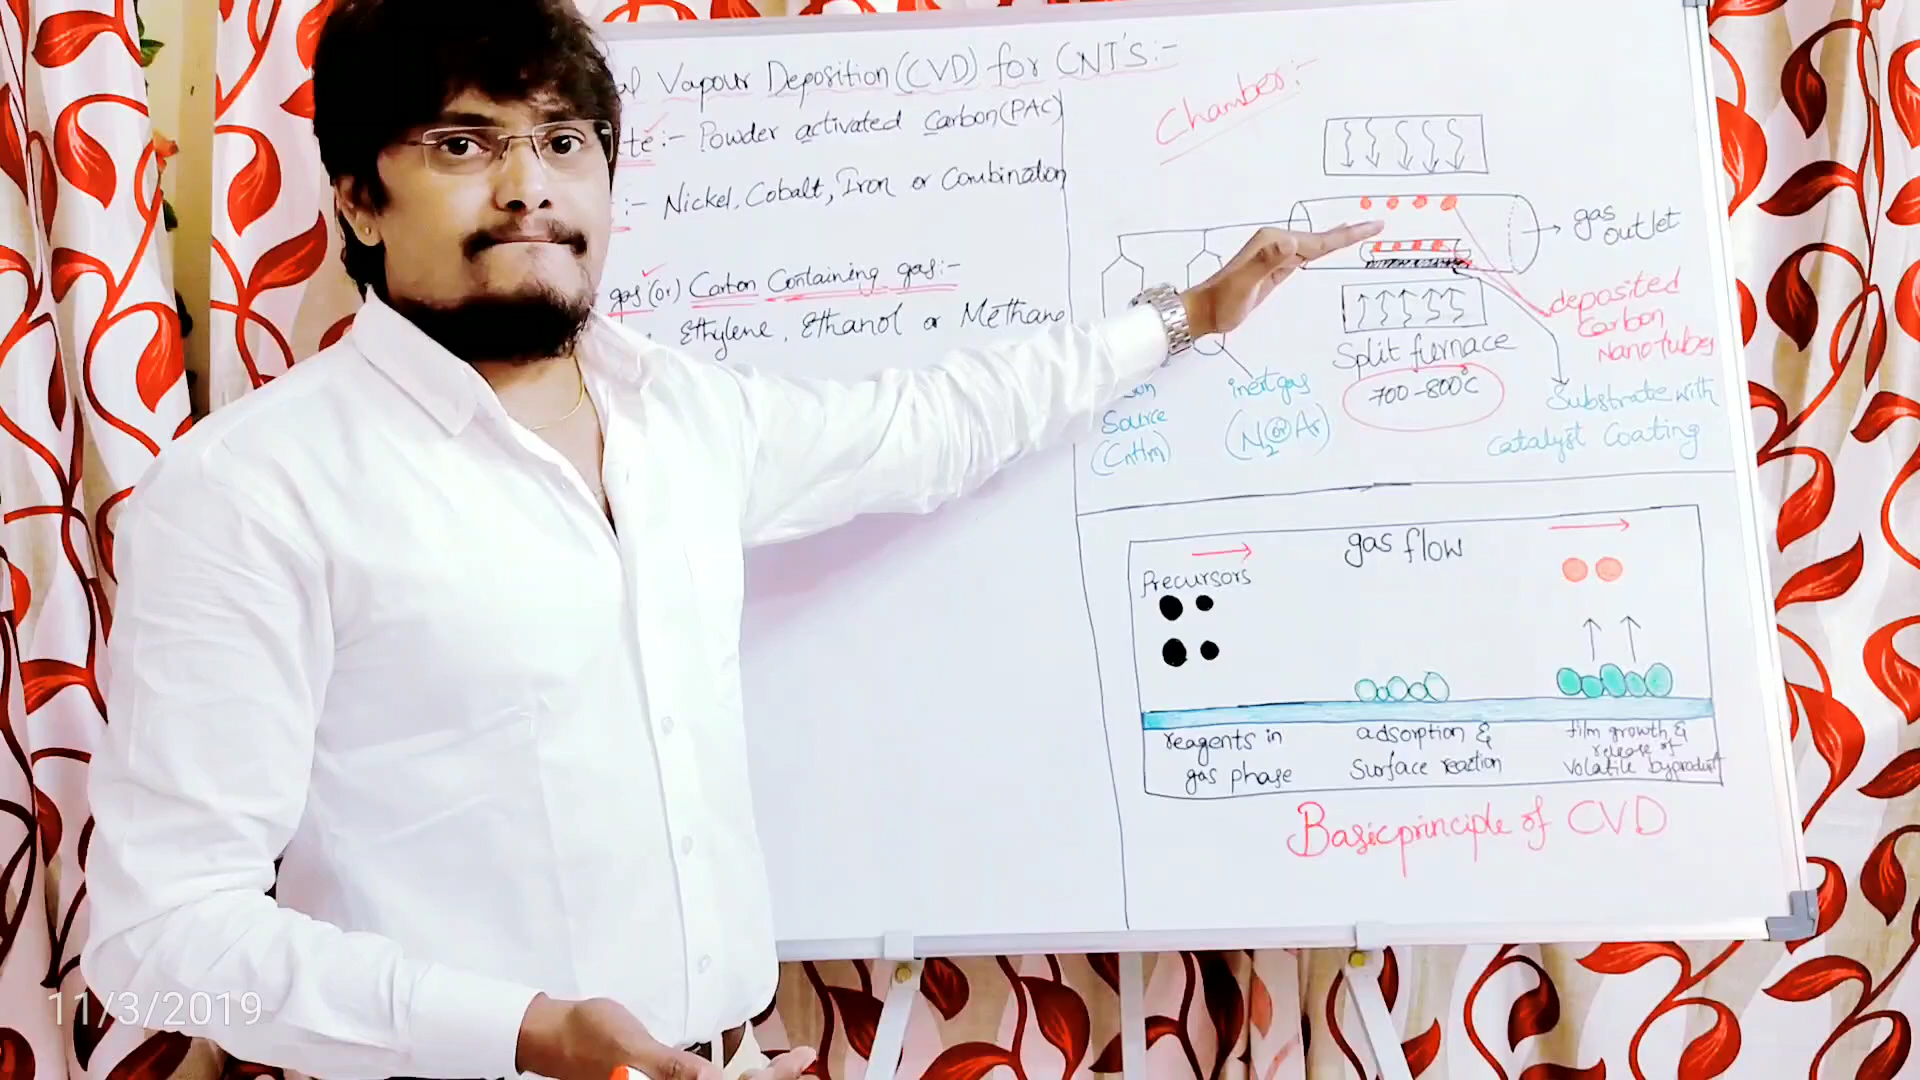 al Vapour Deposition (CVD) for CNT'S:-
te:- Powder activated Carbon (PAC)
:- Nickel, Cobalt, Iron or Combination
gas (or) Carbon Containing gas:-
Ethylene, Ethanol or Methane
Chamber:-
gas
outlet
deposited
Carbon
Nanotubes
Split furnace
700-800°C
Source
(CnHm)
inert gas
(N2 or Ar)
Substrate with
Catalyst Coating
gas flow
Precursors
reagents in
gas phase
adsorption &
Surface reaction
film growth &
release of
volatile byproduct
Basic principle of CVD
11/3/2019